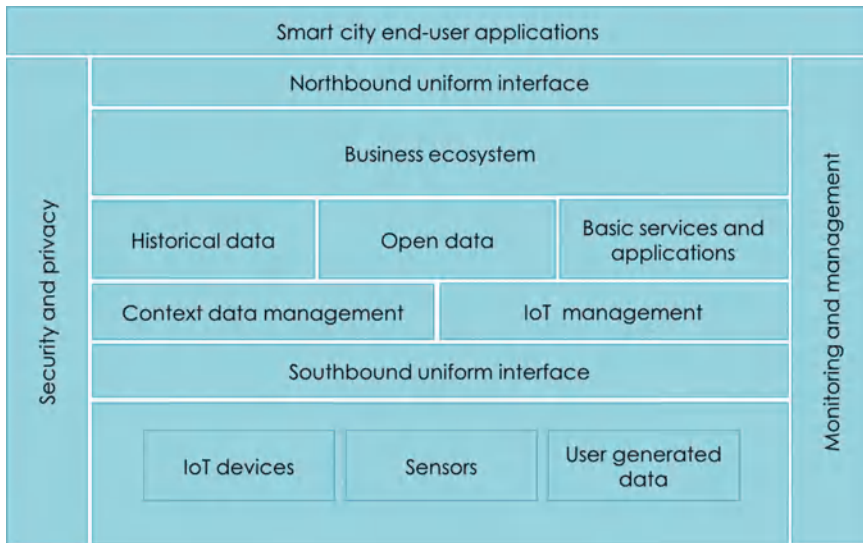 Smart city end-user applications
Security and privacy
Northbound uniform interface
Business ecosystem
Historical data
Open data
Basic services and
applications
Context data management
IoT management
Southbound uniform interface
IoT devices
Sensors
User generated
data
Monitoring and management